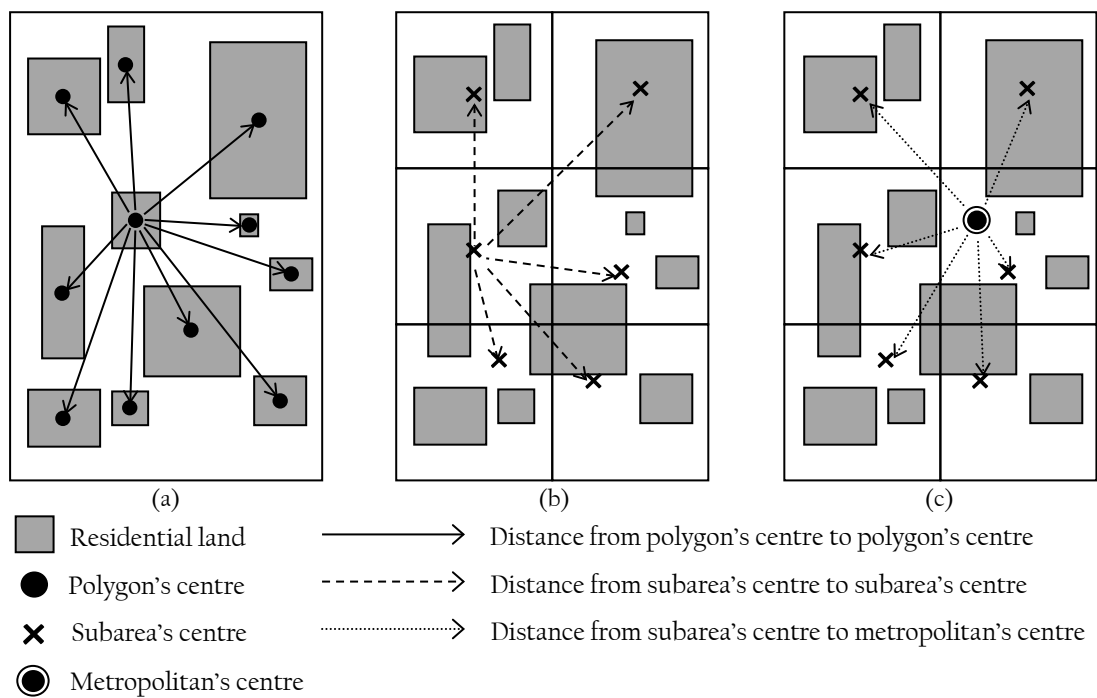 (a) (b) (c)
Residential land Distance from polygon's centre to polygon's centre
Polygon's centre Distance from subarea's centre to subarea's centre
Subarea's centre Distance from subarea's centre to metropolitan's centre
Metropolitan's centre